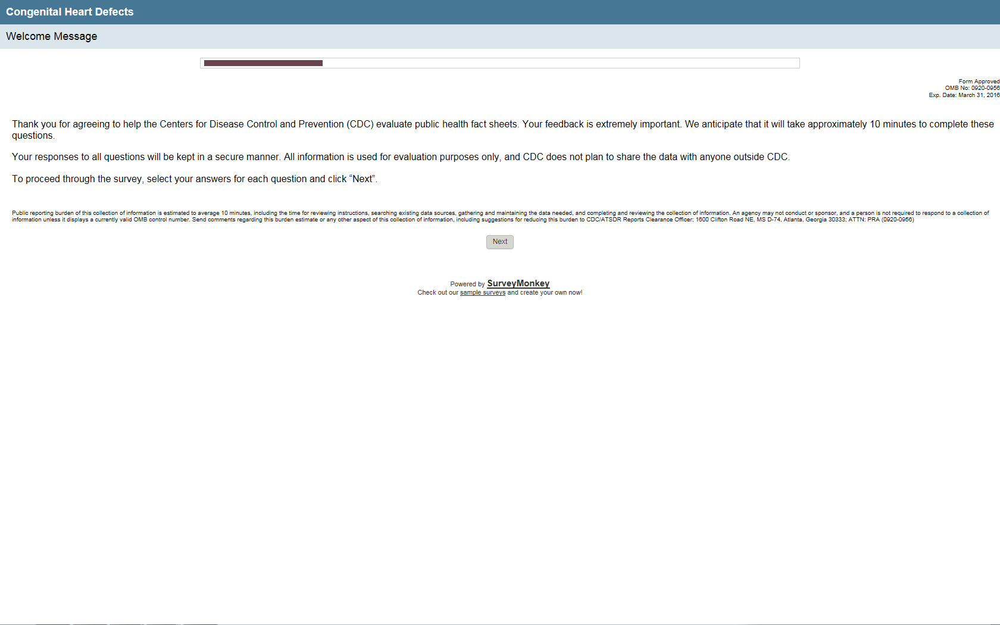 Congenital Heart Defects
Welcome Message
Form Approved
OMB No: 0920-0956
Exp. Date: March 31, 2016
Thank you for agreeing to help the Centers for Disease Control and Prevention (CDC) evaluate public health fact sheets. Your feedback is extremely important. We anticipate that it will take approximately 10 minutes to complete these
questions.
Your responses to all questions will be kept in a secure manner. All information is used for evaluation purposes only, and CDC does not plan to share the data with anyone outside CDC.
To proceed through the survey, select your answers for each question and click “Next”.
Public reporting burden of this collection of information is estimated to average 10 minutes, including the time for reviewing instructions, searching existing data sources, gathering and maintaining the data needed, and completing and reviewing the collection of information. An agency may not conduct or sponsor, and a person is not required to respond to a collection of
information unless it displays a currently valid OMB control number. Send comments regarding this burden estimate or any other aspect of this collection of information, including suggestions for reducing this burden to CDC/ATSDR Reports Clearance Officer; 1600 Clifton Road NE, MS D-74, Atlanta, Georgia 30333; ATTN: PRA (0920-0956)
Next
Powered by SurveyMonkey
Check out our sample surveys and create your own now!